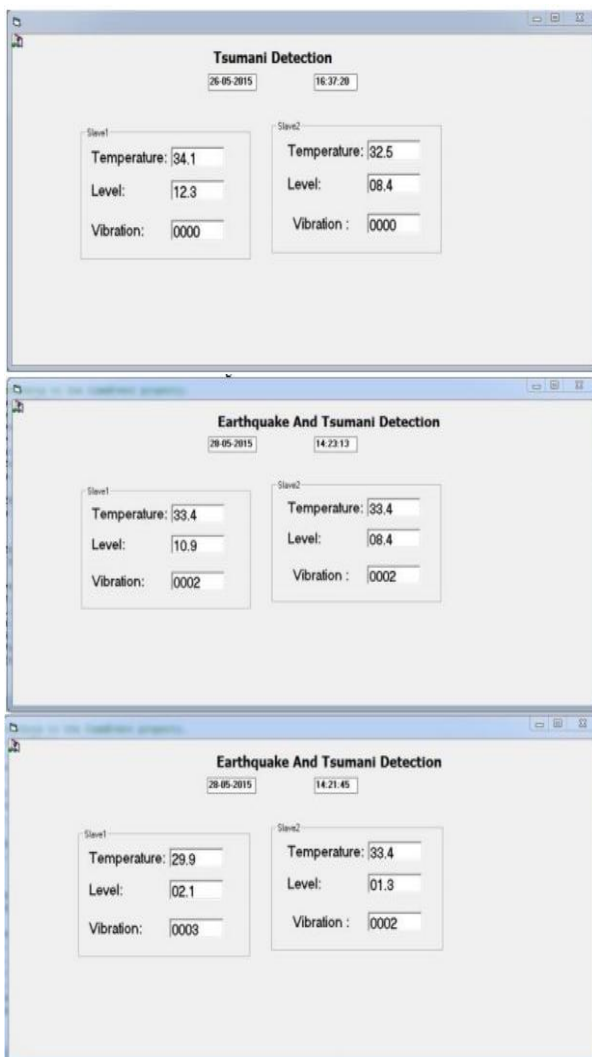 Tsumani Detection
26-05-2015 16:37:20
Slave1 Slave2
Temperature: 34.1 Temperature: 32.5
Level: 12.3 Level: 08.4
Vibration: 0000 Vibration : 0000
Earthquake And Tsumani Detection
28-05-2015 14:23:13
Slave1 Slave2
Temperature: 33.4 Temperature: 33.4
Level: 10.9 Level: 08.4
Vibration: 0002 Vibration : 0002
Earthquake And Tsumani Detection
28-05-2015 14:21:45
Slave1 Slave2
Temperature: 29.9 Temperature: 33.4
Level: 02.1 Level: 01.3
Vibration: 0003 Vibration : 0002